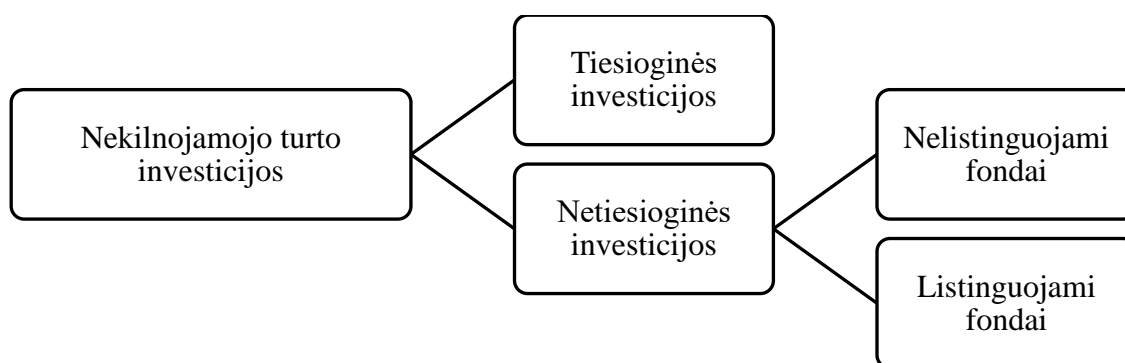 Nekilnojamojo turto
investicijos
Tiesioginės
investicijos
Netiesioginės
investicijos
Nelistinguojami
fondai
Listinguojami
fondai